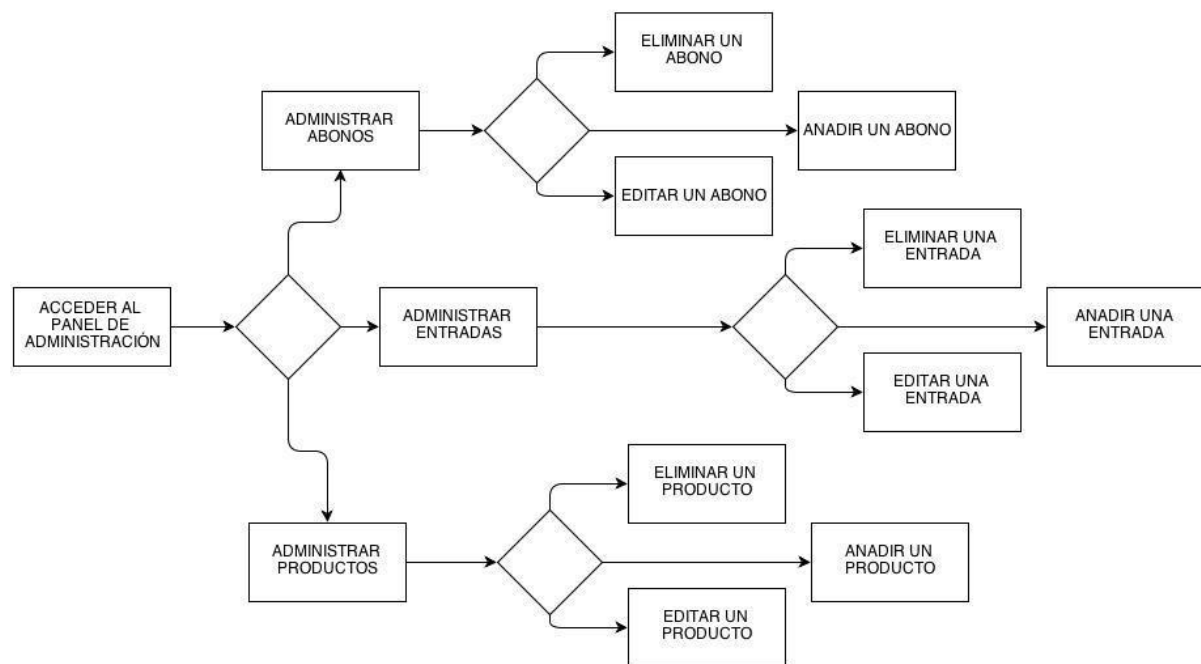 ELIMINAR UN
ABONO
ADMINISTRAR
ABONOS
ANADIR UN ABONO
EDITAR UN ABONO
ELIMINAR UNA
ENTRADA
ACCEDER AL
PANEL DE
ADMINISTRACIÓN
ADMINISTRAR
ENTRADAS
ANADIR UNA
ENTRADA
EDITAR UNA
ENTRADA
ELIMINAR UN
PRODUCTO
ADMINISTRAR
PRODUCTOS
ANADIR UN
PRODUCTO
EDITAR UN
PRODUCTO